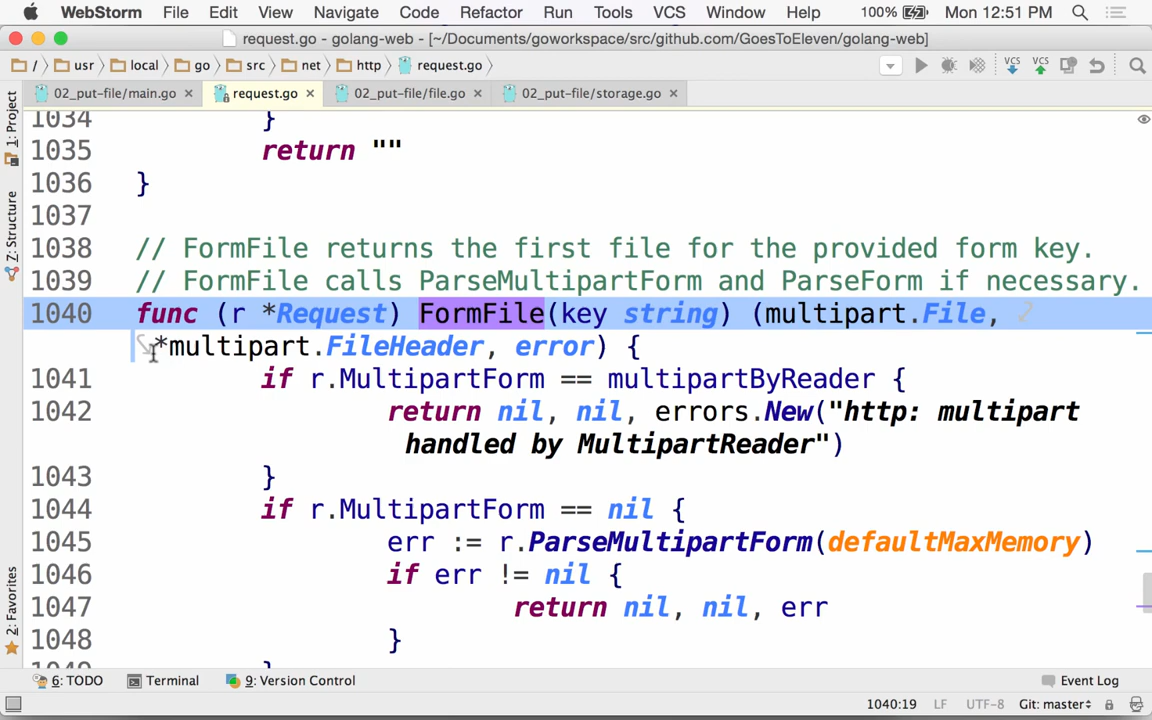 WebStorm File Edit View Navigate Code Refactor Run Tools VCS Window Help 100% Mon 12:51 PM
request.go - golang-web - [~/Documents/goworkspace/src/github.com/GoesToEleven/golang-web]
/ usr local go src net http request.go VCS VCS
02_put-file/main.go × request.go × 02_put-file/file.go × 02_put-file/storage.go ×
1: Project
7: Structure
2: Favorites
1034 }
1035 return ""
1036 }
1037
1038 // FormFile returns the first file for the provided form key.
1039 // FormFile calls ParseMultipartForm and ParseForm if necessary.
1040 func (r *Request) FormFile(key string) (multipart.File,
*multipart.FileHeader, error) {
1041 if r.MultipartForm == multipartByReader {
1042 return nil, nil, errors.New("http: multipart
handled by MultipartReader")
1043 }
1044 if r.MultipartForm == nil {
1045 err := r.ParseMultipartForm(defaultMaxMemory)
1046 if err != nil {
1047 return nil, nil, err
1048 }
1049 }
6: TODO Terminal 9: Version Control Event Log
1040:19 LF UTF-8 Git: master